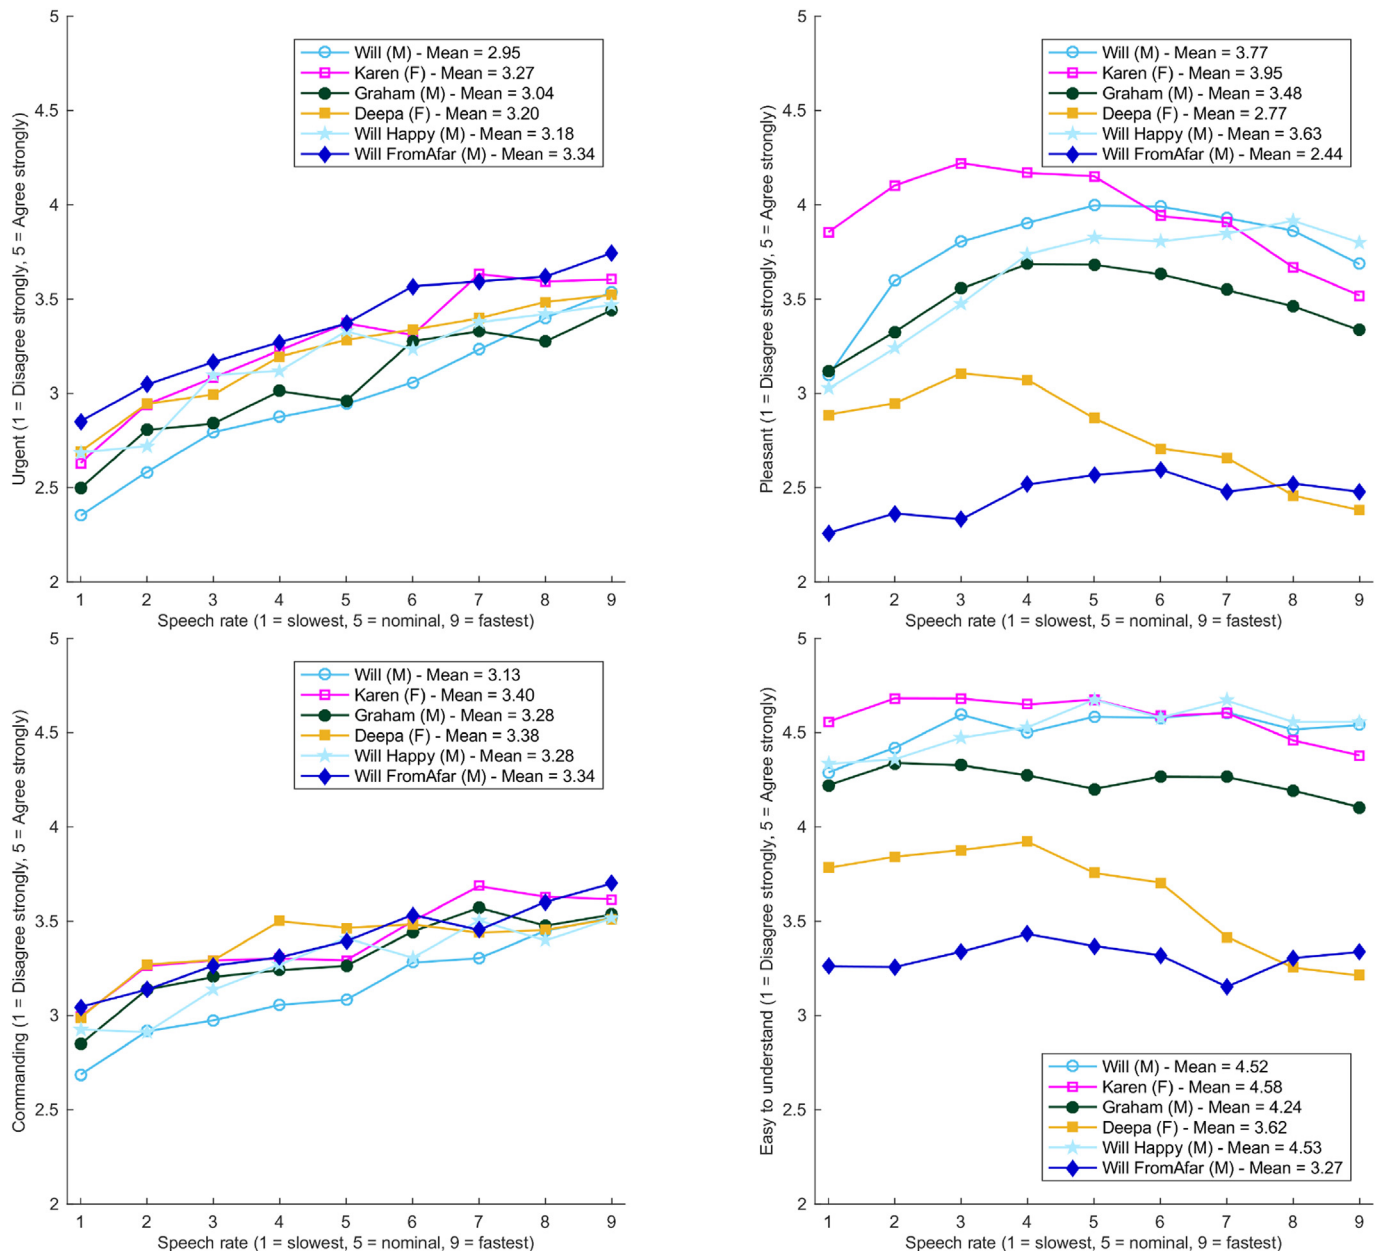 Urgent (1 = Disagree strongly, 5 = Agree strongly)
5
4.5
4
3.5
3
2.5
2
Will (M) - Mean = 2.95
Karen (F) - Mean = 3.27
Graham (M) - Mean = 3.04
Deepa (F) - Mean = 3.20
Will Happy (M) - Mean = 3.18
Will FromAfar (M) - Mean = 3.34
1 2 3 4 5 6 7 8 9
Speech rate (1 = slowest, 5 = nominal, 9 = fastest)
Pleasant (1 = Disagree strongly, 5 = Agree strongly)
5
4.5
4
3.5
3
2.5
2
Will (M) - Mean = 3.77
Karen (F) - Mean = 3.95
Graham (M) - Mean = 3.48
Deepa (F) - Mean = 2.77
Will Happy (M) - Mean = 3.63
Will FromAfar (M) - Mean = 2.44
1 2 3 4 5 6 7 8 9
Speech rate (1 = slowest, 5 = nominal, 9 = fastest)
Commanding (1 = Disagree strongly, 5 = Agree strongly)
5
4.5
4
3.5
3
2.5
2
Will (M) - Mean = 3.13
Karen (F) - Mean = 3.40
Graham (M) - Mean = 3.28
Deepa (F) - Mean = 3.38
Will Happy (M) - Mean = 3.28
Will FromAfar (M) - Mean = 3.34
1 2 3 4 5 6 7 8 9
Speech rate (1 = slowest, 5 = nominal, 9 = fastest)
Easy to understand (1 = Disagree strongly, 5 = Agree strongly)
5
4.5
4
3.5
3
2.5
2
Will (M) - Mean = 4.52
Karen (F) - Mean = 4.58
Graham (M) - Mean = 4.24
Deepa (F) - Mean = 3.62
Will Happy (M) - Mean = 4.53
Will FromAfar (M) - Mean = 3.27
1 2 3 4 5 6 7 8 9
Speech rate (1 = slowest, 5 = nominal, 9 = fastest)